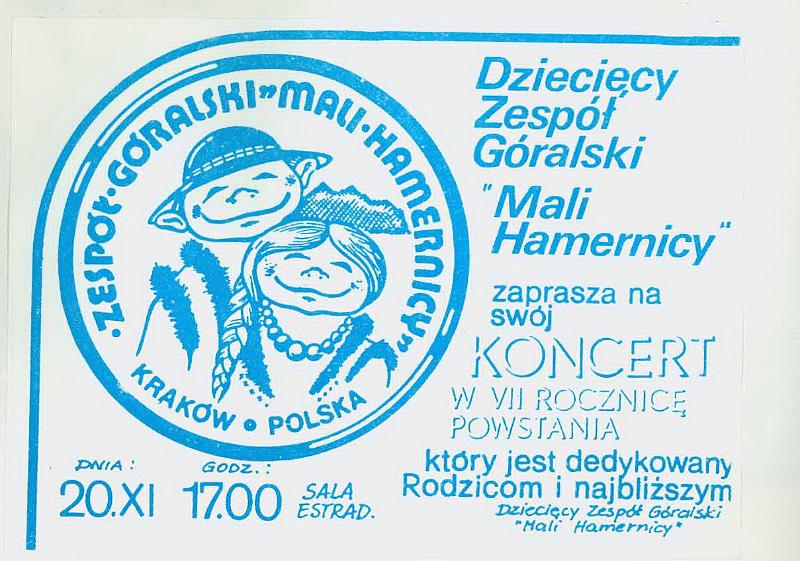 •ZESPÓŁ•GÓRALSKI„MALI•HAMERNICY”
KRAKÓW • POLSKA
Dziecięcy
Zespół
Góralski
"Mali
Hamernicy"
zaprasza na
swój
KONCERT
W VII ROCZNICĘ
POWSTANIA
który jest dedykowany
Rodzicom i najbliższym
Dziecięcy Zespół Góralski
"Mali Hamernicy"
DNIA: GODZ.:
20.XI 17.00 SALA
ESTRAD.